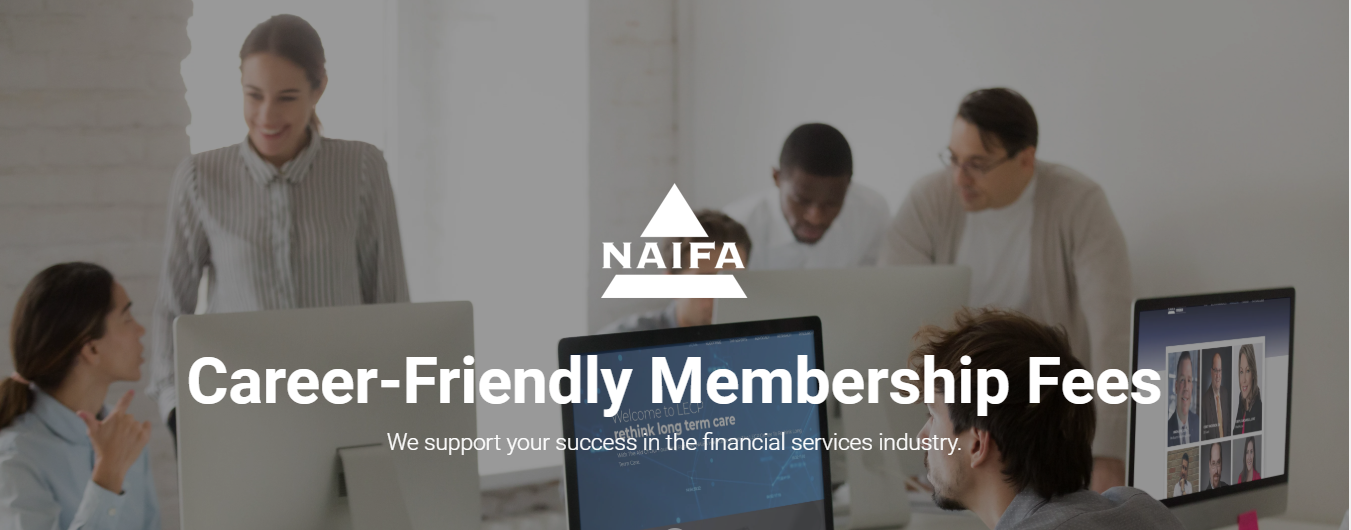 NAIFA
Career-Friendly Membership Fees
We support your success in the financial services industry.
Welcome to LECP
rethink long term care